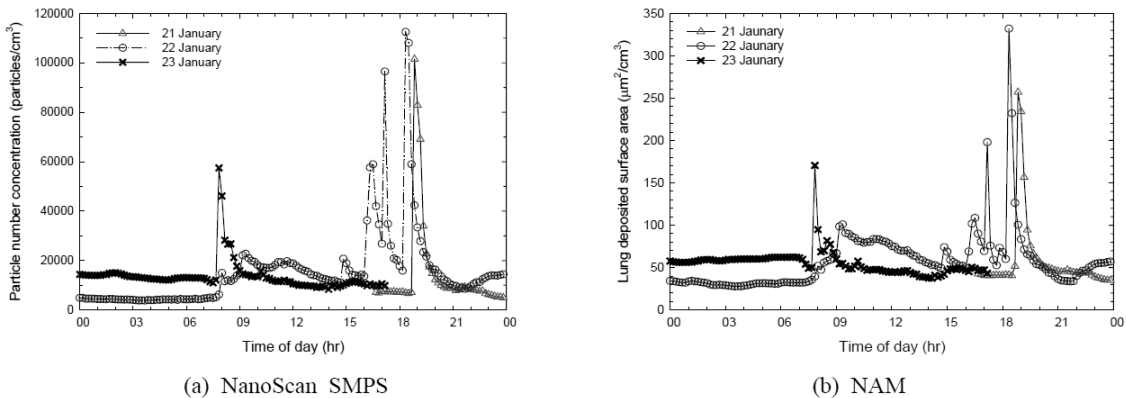 120000
100000
80000
60000
40000
20000
0
Particle number concentration (particles/cm³)
21 January
22 January
23 January
00 03 06 09 12 15 18 21 00
Time of day (hr)
(a) NanoScan SMPS
350
300
250
200
150
100
50
0
Lung deposited surface area (μm²/cm³)
21 Jaunary
22 Jaunary
23 Jaunary
00 03 06 09 12 15 18 21 00
Time of day (hr)
(b) NAM